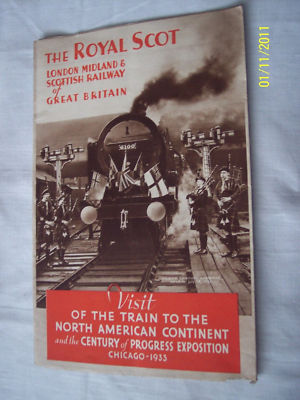 THE ROYAL SCOT
LONDON MIDLAND &
SCOTTISH RAILWAY
of
GREAT BRITAIN
6100
Visit
OF THE TRAIN TO THE
NORTH AMERICAN CONTINENT
and the CENTURY of PROGRESS EXPOSITION
CHICAGO-1933
01/11/2011